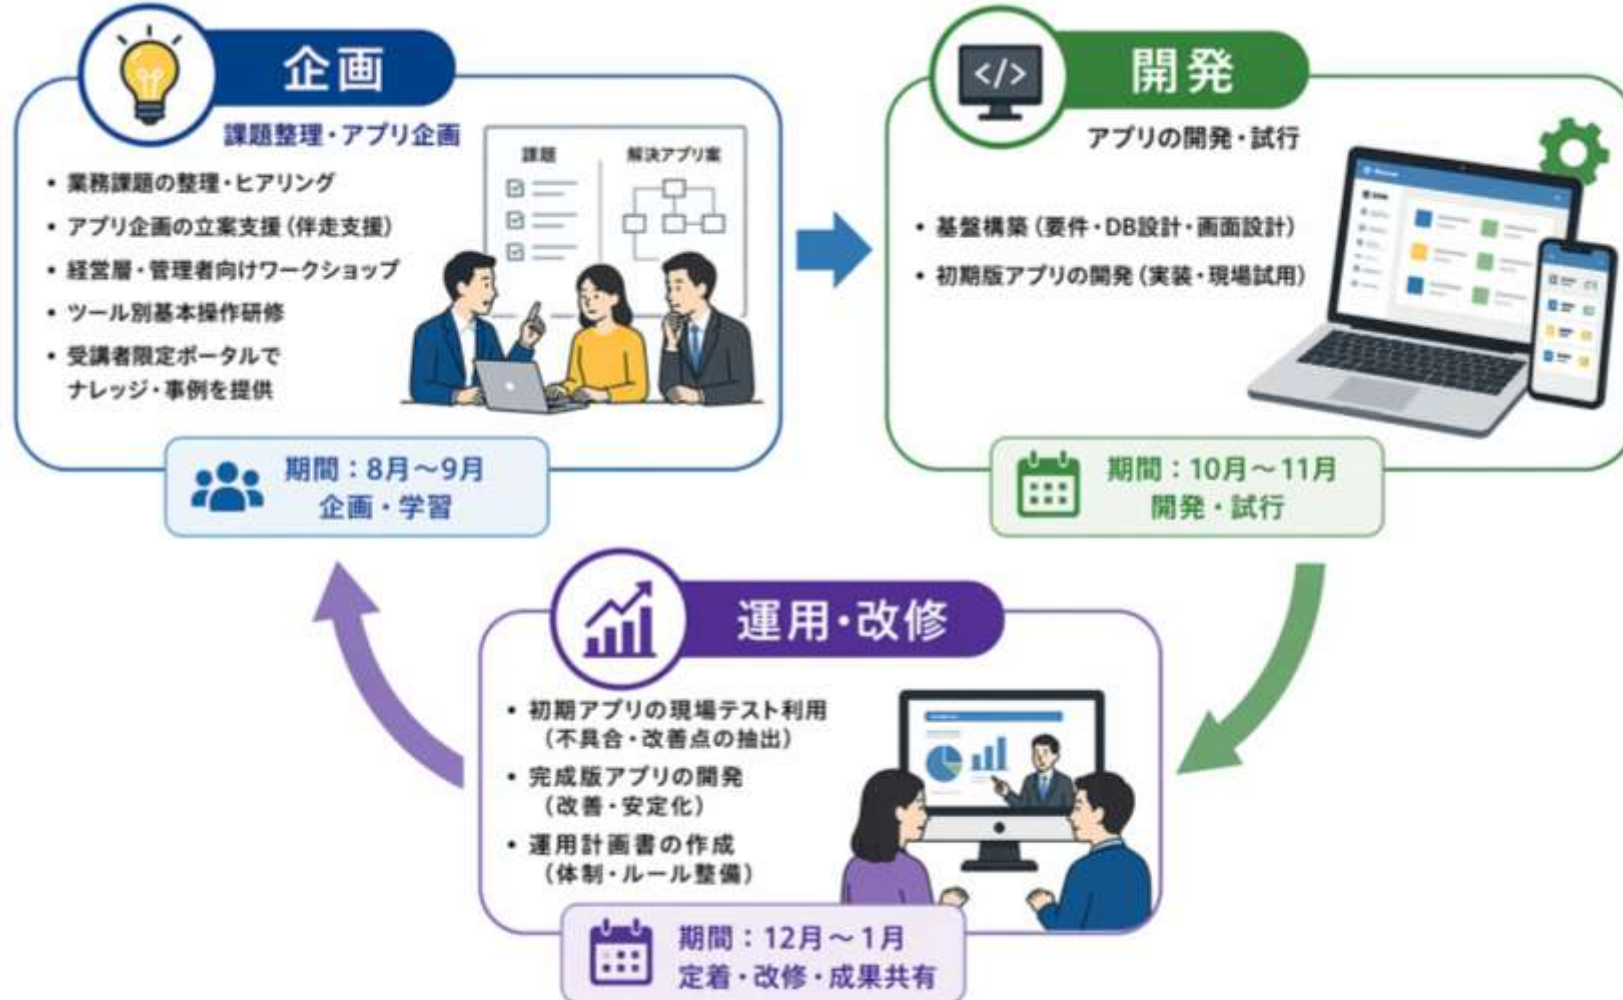 企画
課題整理・アプリ企画
・業務課題の整理・ヒアリング
・アプリ企画の立案支援（伴走支援）
・経営層・管理者向けワークショップ
・ツール別基本操作研修
・受講者限定ポータルで
ナレッジ・事例を提供
課題
解決アプリ案
期間：8月～9月
企画・学習
</>
開発
アプリの開発・試行
・基盤構築（要件・DB設計・画面設計）
・初期版アプリの開発（実装・現場試用）
期間：10月～11月
開発・試行
運用・改修
・初期アプリの現場テスト利用
（不具合・改善点の抽出）
・完成版アプリの開発
（改善・安定化）
・運用計画書の作成
（体制・ルール整備）
期間：12月～1月
定着・改修・成果共有